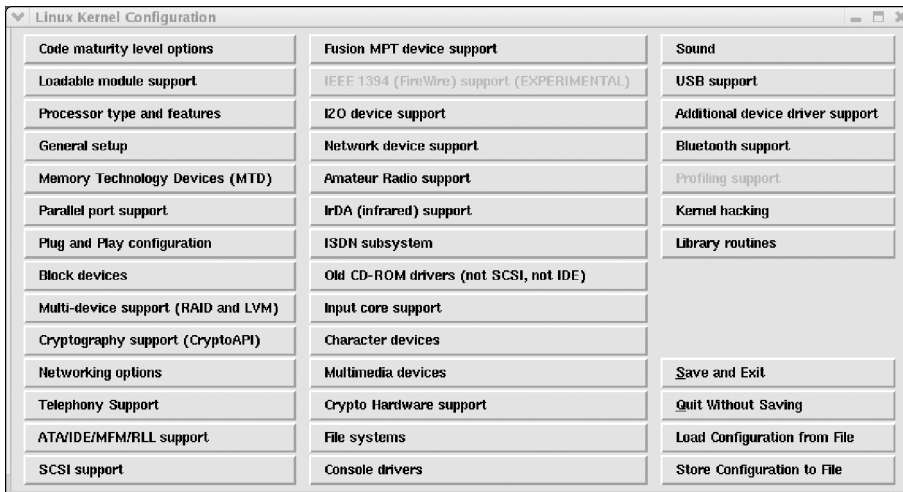 Linux Kernel Configuration
Code maturity level options
Loadable module support
Processor type and features
General setup
Memory Technology Devices (MTD)
Parallel port support
Plug and Play configuration
Block devices
Multi-device support (RAID and LVM)
Cryptography support (CryptoAPI)
Networking options
Telephony Support
ATA/IDE/MFM/RLL support
SCSI support
Fusion MPT device support
IEEE 1394 (FireWire) support (EXPERIMENTAL)
I2O device support
Network device support
Amateur Radio support
IrDA (infrared) support
ISDN subsystem
Old CD-ROM drivers (not SCSI, not IDE)
Input core support
Character devices
Multimedia devices
Crypto Hardware support
File systems
Console drivers
Sound
USB support
Additional device driver support
Bluetooth support
Profiling support
Kernel hacking
Library routines
Save and Exit
Quit Without Saving
Load Configuration from File
Store Configuration to File